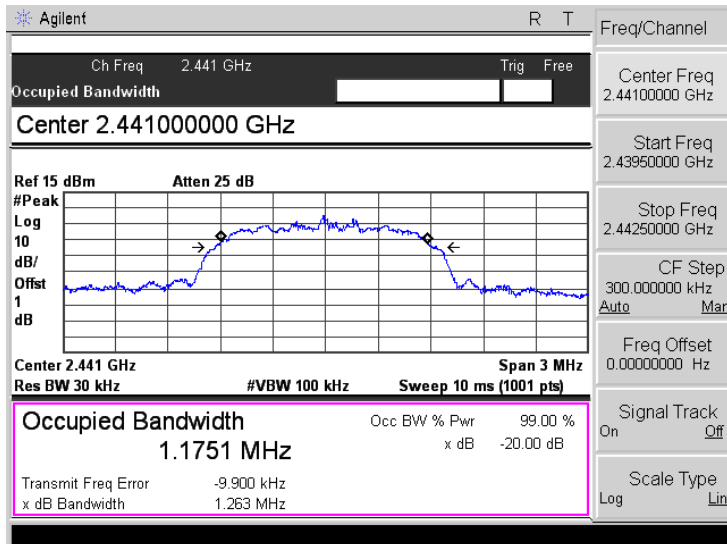 Agilent R T
Ch Freq 2.441 GHz Trig Free
Occupied Bandwidth
Center 2.441000000 GHz
Ref 15 dBm Atten 25 dB
#Peak
Log
10
dB/
Offst
1
dB
Center 2.441 GHz Span 3 MHz
Res BW 30 kHz #VBW 100 kHz Sweep 10 ms (1001 pts)
Occupied Bandwidth Occ BW % Pwr 99.00 %
1.1751 MHz x dB -20.00 dB
Transmit Freq Error -9.900 kHz
x dB Bandwidth 1.263 MHz
Freq/Channel
Center Freq
2.44100000 GHz
Start Freq
2.43950000 GHz
Stop Freq
2.44250000 GHz
CF Step
300.000000 kHz
Auto Man
Freq Offset
0.00000000 Hz
Signal Track
On Off
Scale Type
Log Lin